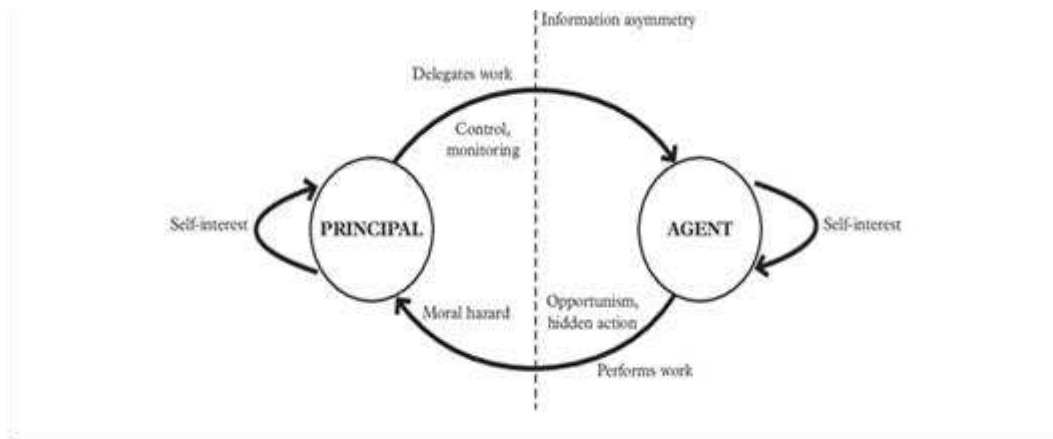 Information asymmetry
Delegates work
Control,
monitoring
Self-interest
PRINCIPAL
AGENT
Self-interest
Moral hazard
Opportunism,
hidden action
Performs work